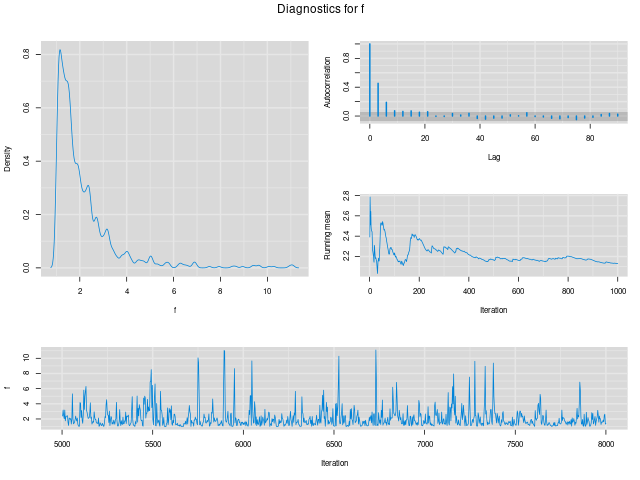 Diagnostics for f
Density
0.0
0.2
0.4
0.6
0.8
2 4 6 8 10
f
Autocorrelation
0.0
0.4
0.8
0 20 40 60 80
Lag
Running mean
2.2
2.4
2.6
2.8
0 200 400 600 800 1000
Iteration
f
2
4
6
8
10
5000 5500 6000 6500 7000 7500 8000
Iteration